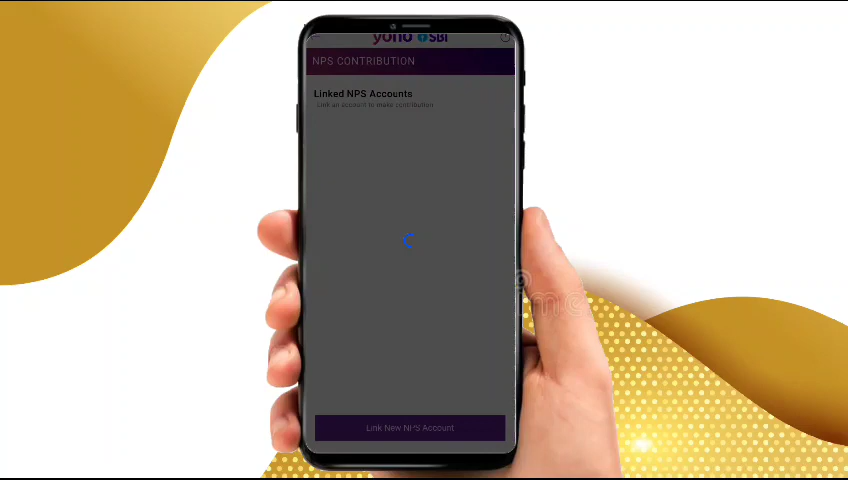 yono SBI
NPS CONTRIBUTION
Linked NPS Accounts
Link an account to make contribution
Link New NPS Account